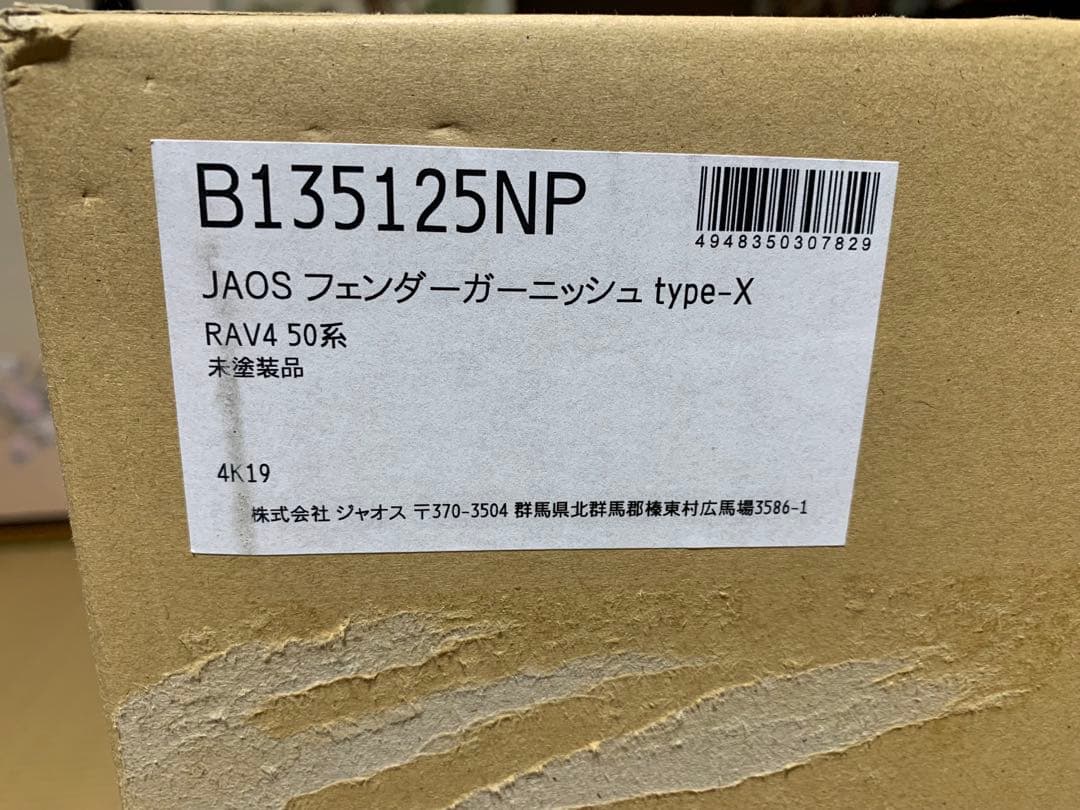 B135125NP
4948350307829
JAOS フェンダーガーニッシュ type-X
RAV4 50系
未塗装品
4K19
株式会社 ジャオス 〒370-3504 群馬県北群馬郡榛東村広馬場3586-1